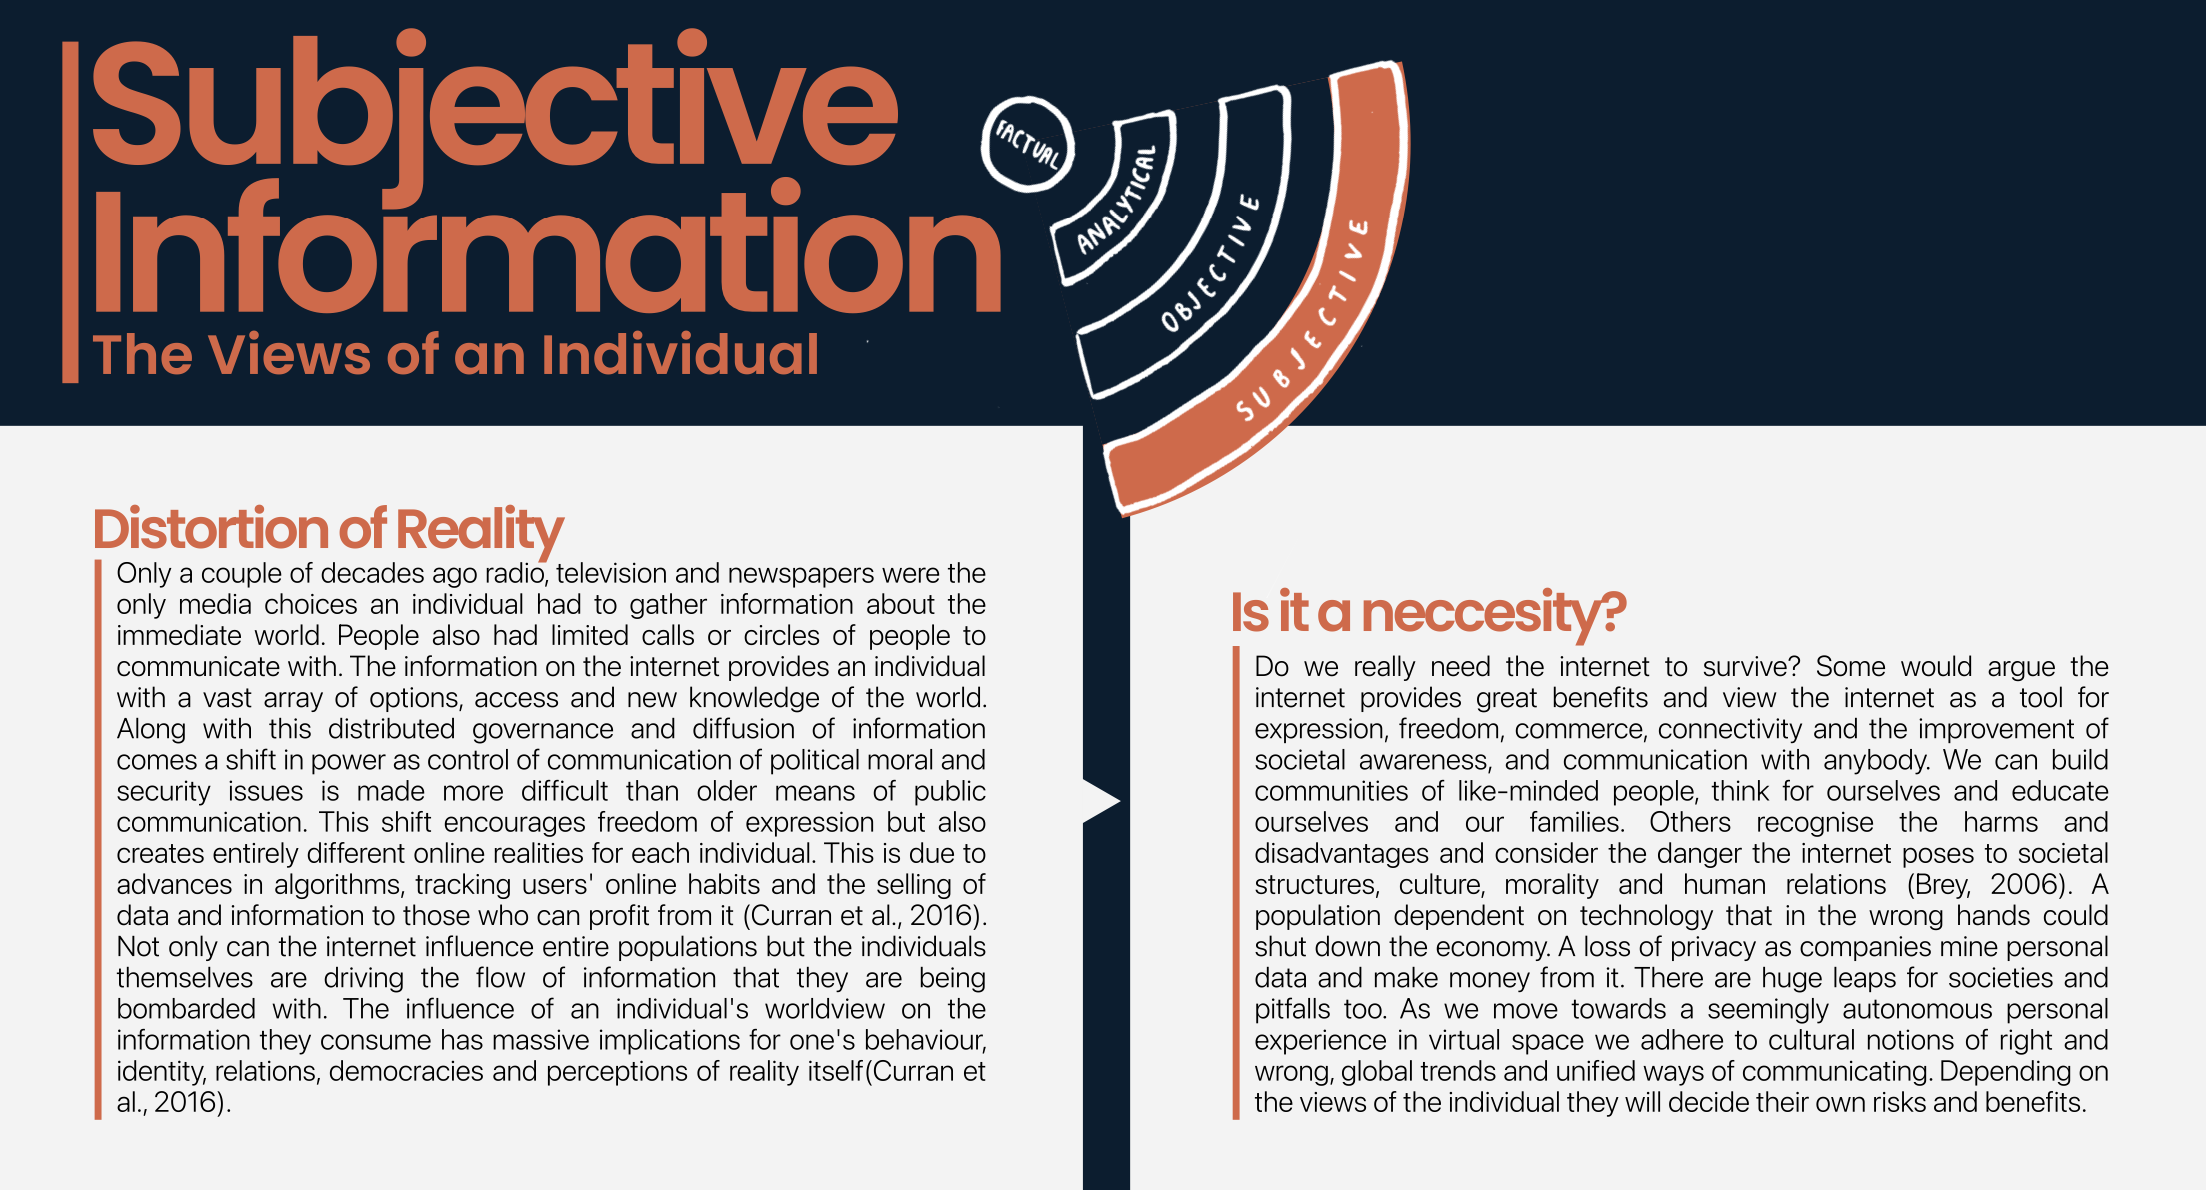 Subjective
Information
The Views of an Individual
FACTUAL
ANALYTICAL
OBJECTIVE
SUBJECTIVE
Distortion of Reality
Only a couple of decades ago radio, television and newspapers were the
only media choices an individual had to gather information about the
immediate world. People also had limited calls or circles of people to
communicate with. The information on the internet provides an individual
with a vast array of options, access and new knowledge of the world.
Along with this distributed governance and diffusion of information
comes a shift in power as control of communication of political moral and
security issues is made more difficult than older means of public
communication. This shift encourages freedom of expression but also
creates entirely different online realities for each individual. This is due to
advances in algorithms, tracking users' online habits and the selling of
data and information to those who can profit from it (Curran et al., 2016).
Not only can the internet influence entire populations but the individuals
themselves are driving the flow of information that they are being
bombarded with. The influence of an individual's worldview on the
information they consume has massive implications for one's behaviour,
identity, relations, democracies and perceptions of reality itself(Curran et
al., 2016).
Is it a neccesity?
Do we really need the internet to survive? Some would argue the
internet provides great benefits and view the internet as a tool for
expression, freedom, commerce, connectivity and the improvement of
societal awareness, and communication with anybody. We can build
communities of like-minded people, think for ourselves and educate
ourselves and our families. Others recognise the harms and
disadvantages and consider the danger the internet poses to societal
structures, culture, morality and human relations (Brey, 2006). A
population dependent on technology that in the wrong hands could
shut down the economy. A loss of privacy as companies mine personal
data and make money from it. There are huge leaps for societies and
pitfalls too. As we move towards a seemingly autonomous personal
experience in virtual space we adhere to cultural notions of right and
wrong, global trends and unified ways of communicating. Depending on
the views of the individual they will decide their own risks and benefits.